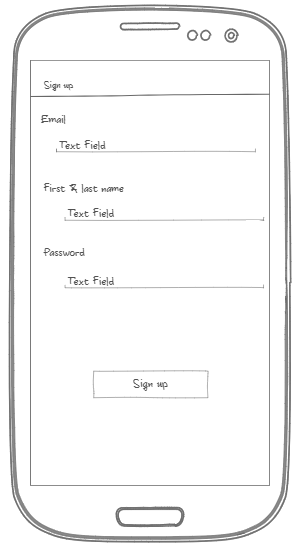 Sign up
Email
Text Field
First & last name
Text Field
Password
Text Field
Sign up